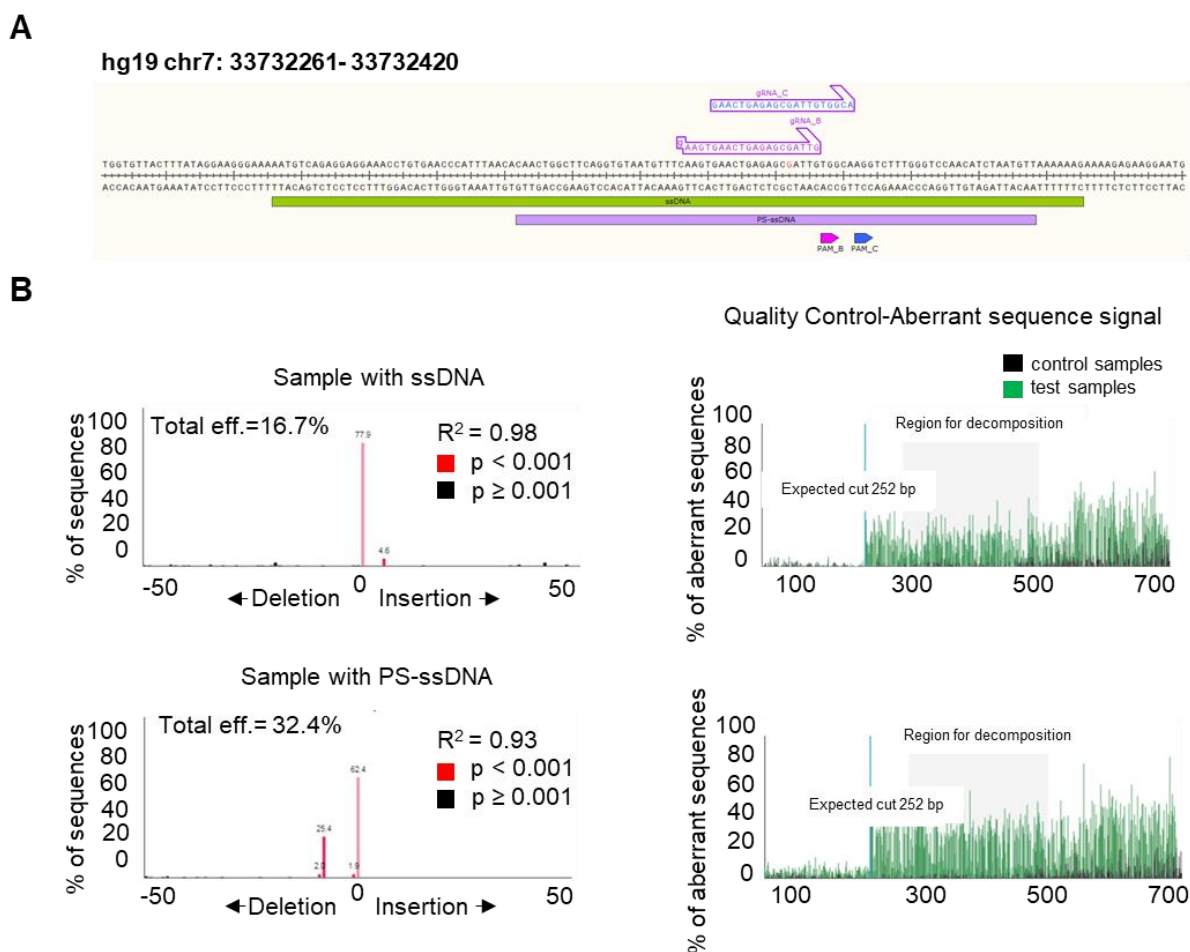 A
hg19 chr7: 33732261- 33732420
gRNA_C
GAACTGAGAGCGATTGTGGCA
gRNA_B
gAAGTGAACTGAGAGCGATTG
TGGTGTTACTTTATAGGAAGGGAAAAATGTCAGAGGAGGAAACCTGTGAACCCATTTAACACAACTGGCTTCAGGTGTAATGTTTCAAGTGAACTGAGAGCGATTGTGGCAAGGTCTTTGGGTCCAACATCTAATGTTAAAAAAGAAAAGAGAAGGAATG
ACCACAATGAAATATCCTTCCCTTTTTACAGTCTCCTCCTTTGGACACTTGGGTAAATTGTGTTGACCGAAGTCCACATTACAAAGTTCACTTGACTCTCGCTAACACCGTTCCAGAAACCCAGGTTGTAGATTACAATTTTTTCTTTTCTCTTCCTTAC
ssDNA
PS-ssDNA
PAM_B
PAM_C
B
Quality Control-Aberrant sequence signal
control samples
test samples
Sample with ssDNA
Total eff.=16.7%
R² = 0.98
p < 0.001
p ≥ 0.001
77.9
4.6
% of sequences
100
80
60
40
20
0
-50 0 50
◄Deletion Insertion ►
% of aberrant sequences
100
80
60
40
20
0
Region for decomposition
Expected cut 252 bp
100 300 500 700
Sample with PS-ssDNA
Total eff.= 32.4%
R² = 0.93
p < 0.001
p ≥ 0.001
62.4
25.4
1.9
% of sequences
100
80
60
40
20
0
-50 0 50
◄Deletion Insertion ►
% of aberrant sequences
100
80
60
40
20
0
Region for decomposition
Expected cut 252 bp
100 300 500 700